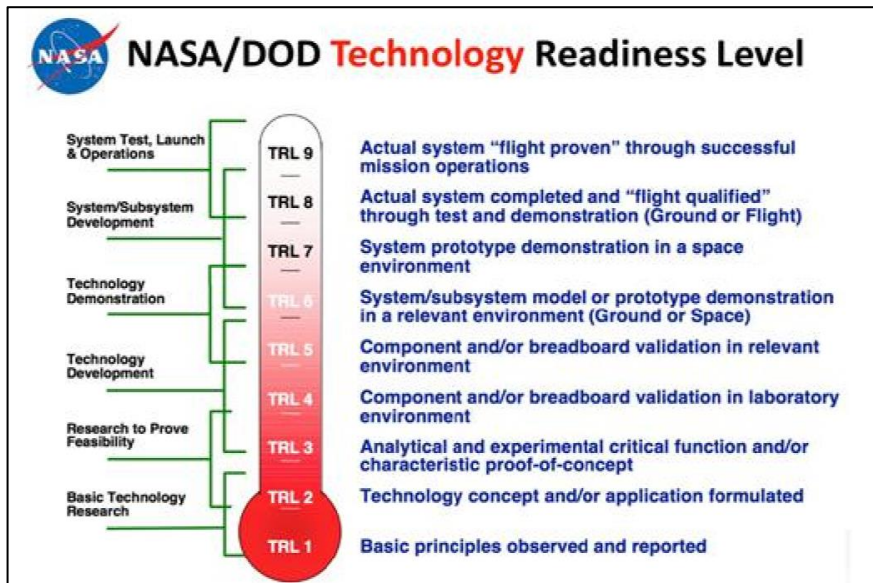 NASA
NASA/DOD Technology Readiness Level
System Test, Launch
& Operations
System/Subsystem
Development
Technology
Demonstration
Technology
Development
Research to Prove
Feasibility
Basic Technology
Research
TRL 9
TRL 8
TRL 7
TRL 6
TRL 5
TRL 4
TRL 3
TRL 2
TRL 1
Actual system “flight proven” through successful
mission operations
Actual system completed and “flight qualified”
through test and demonstration (Ground or Flight)
System prototype demonstration in a space
environment
System/subsystem model or prototype demonstration
in a relevant environment (Ground or Space)
Component and/or breadboard validation in relevant
environment
Component and/or breadboard validation in laboratory
environment
Analytical and experimental critical function and/or
characteristic proof-of-concept
Technology concept and/or application formulated
Basic principles observed and reported